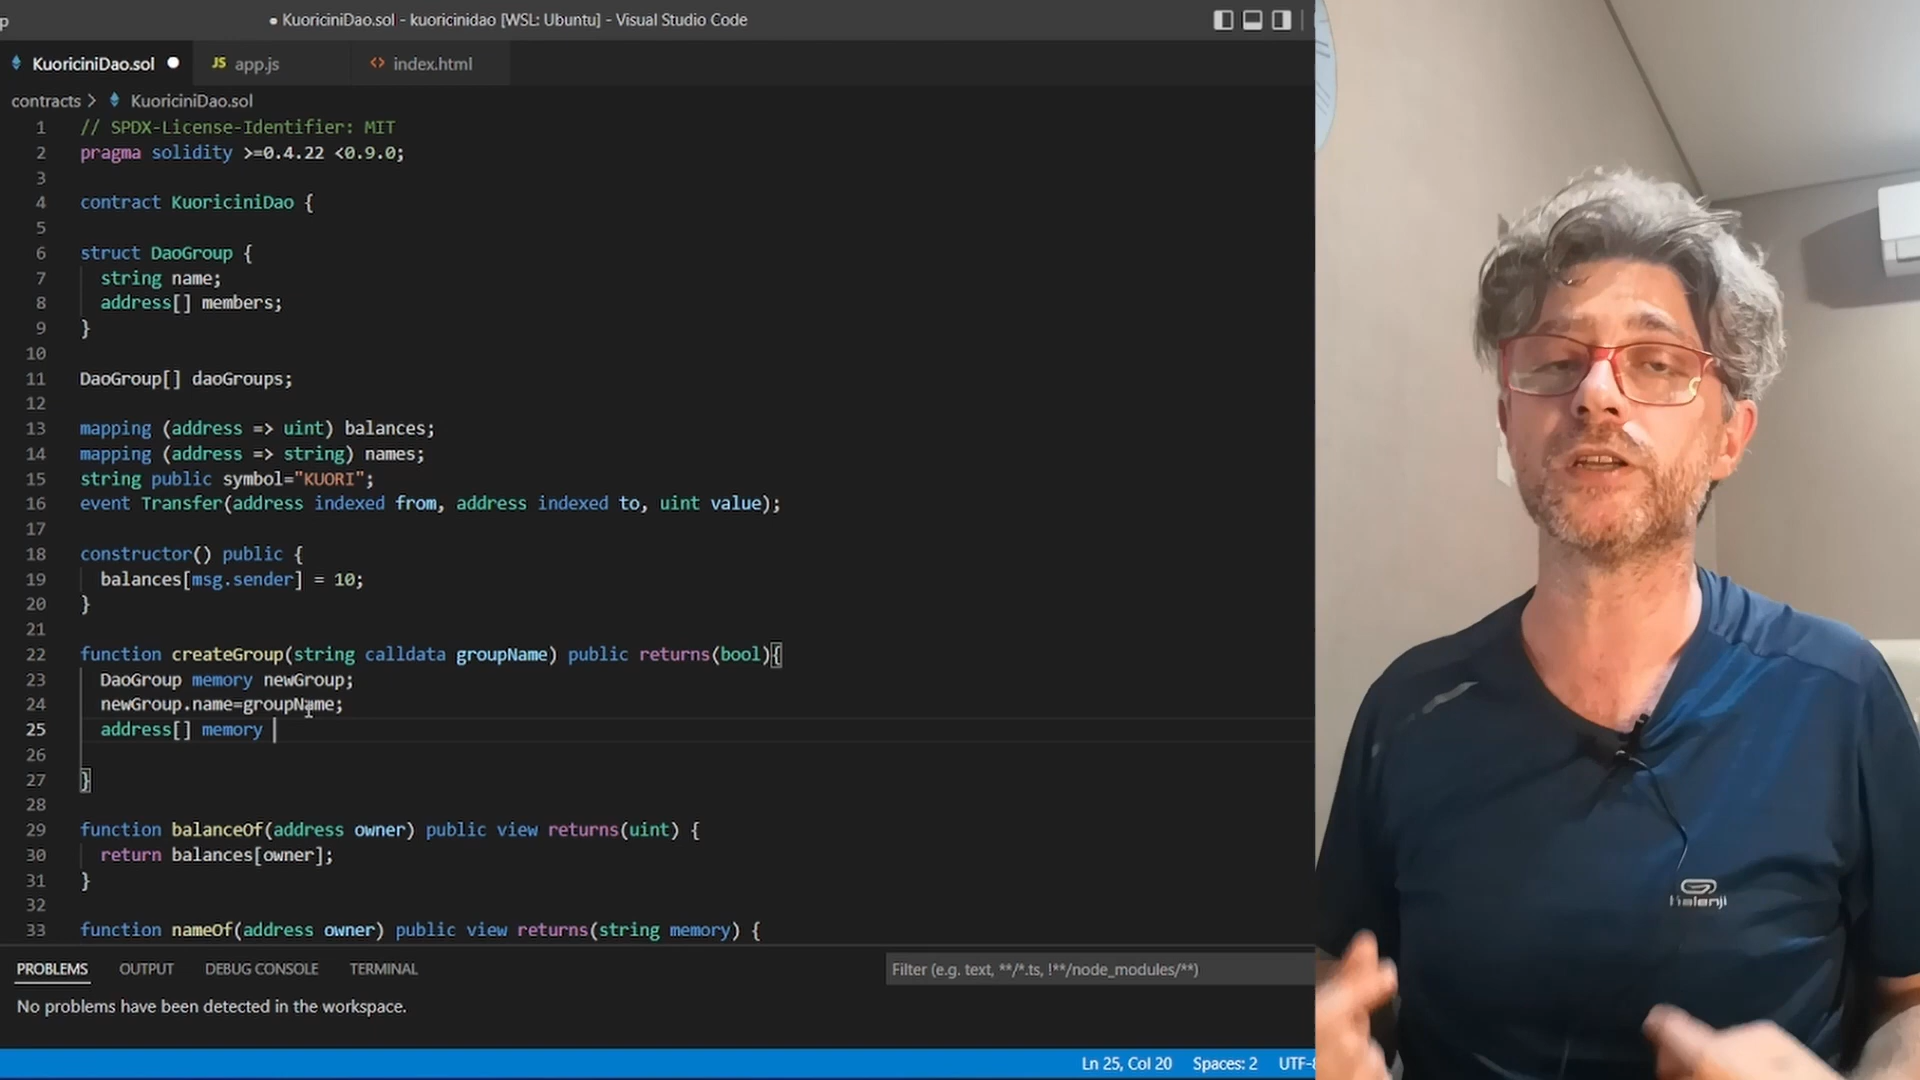 KuoriciniDao.sol - kuoricinidao [WSL: Ubuntu] - Visual Studio Code
KuoriciniDao.sol
JS app.js
<> index.html
contracts > KuoriciniDao.sol
1 // SPDX-License-Identifier: MIT
2 pragma solidity >=0.4.22 <0.9.0;
3
4 contract KuoriciniDao {
5
6 struct DaoGroup {
7 string name;
8 address[] members;
9 }
10
11 DaoGroup[] daoGroups;
12
13 mapping (address => uint) balances;
14 mapping (address => string) names;
15 string public symbol="KUORI";
16 event Transfer(address indexed from, address indexed to, uint value);
17
18 constructor() public {
19 balances[msg.sender] = 10;
20 }
21
22 function createGroup(string calldata groupName) public returns(bool){
23 DaoGroup memory newGroup;
24 newGroup.name=groupName;
25 address[] memory
26
27 }
28
29 function balanceOf(address owner) public view returns(uint) {
30 return balances[owner];
31 }
32
33 function nameOf(address owner) public view returns(string memory) {
PROBLEMS OUTPUT DEBUG CONSOLE TERMINAL
Filter (e.g. text, **/*.ts, !**/node_modules/**)
No problems have been detected in the workspace.
Ln 25, Col 20 Spaces: 2 UTF-8
kalenji